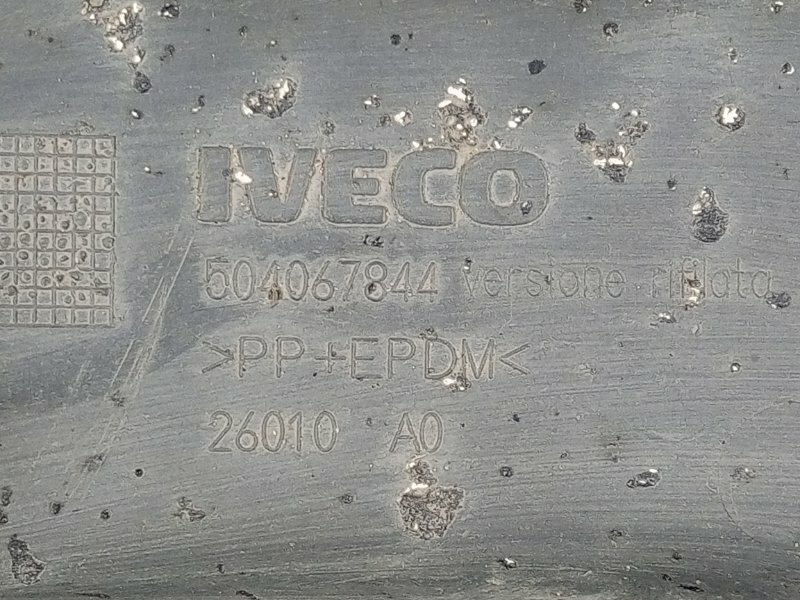 IVECO
504067844 versione rifilata
>PP+EPDM<
26010 A0